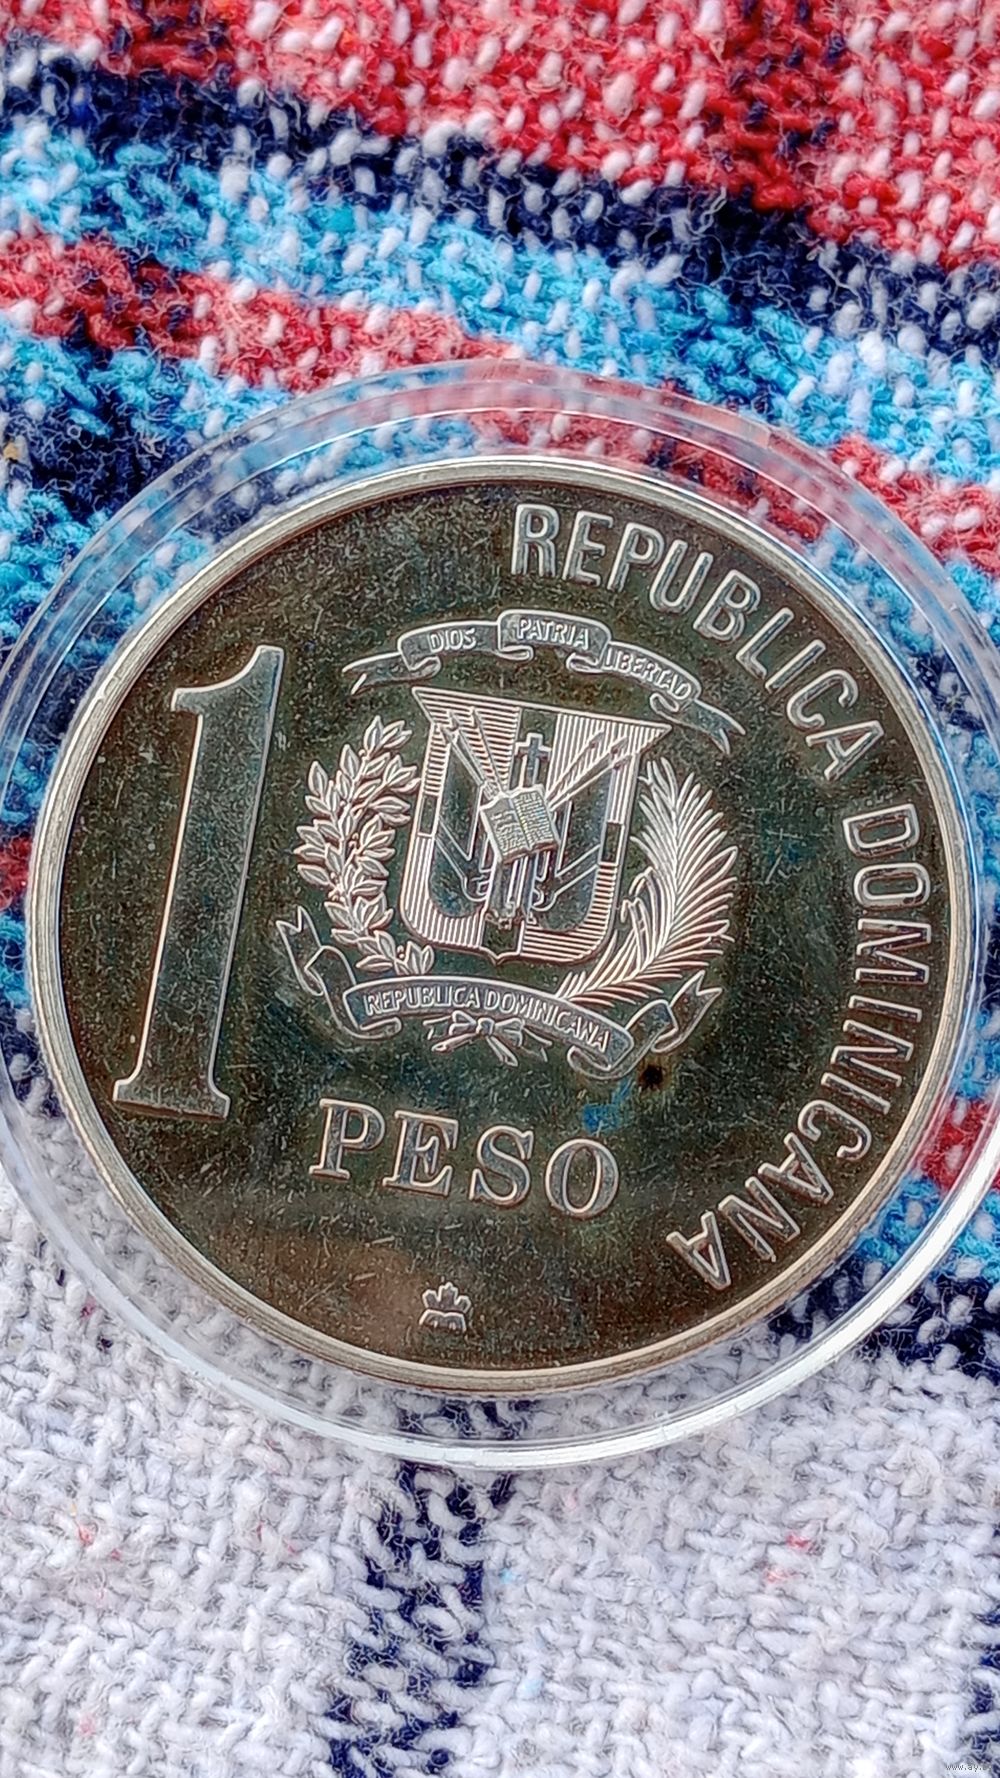 REPUBLICA DOMINICANA
DIOS PATRIA LIBERTAD
1
REPUBLICA DOMINICANA
PESO